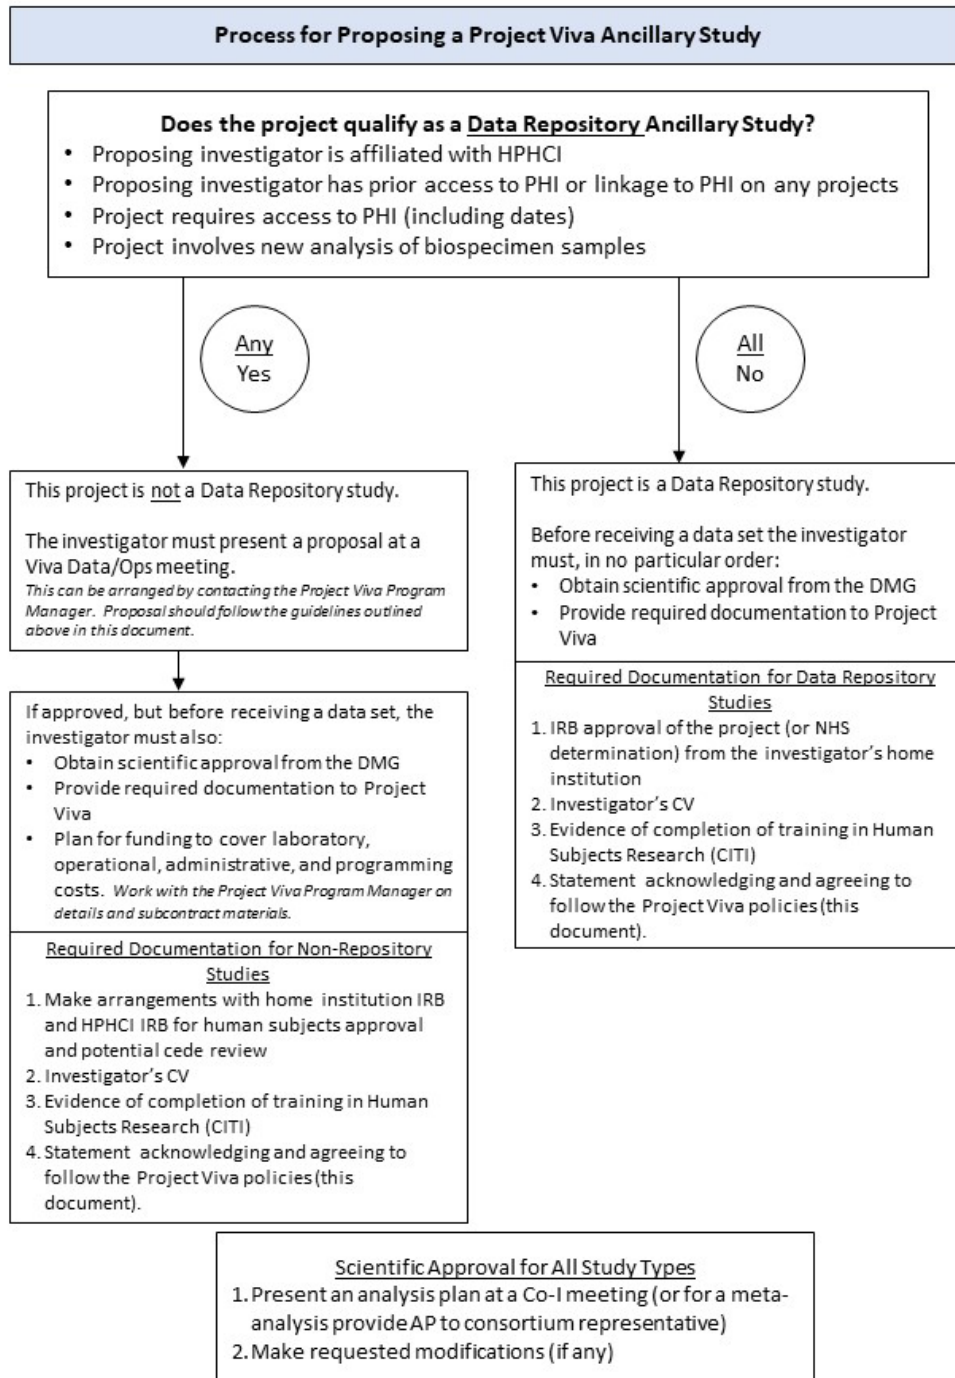 Process for Proposing a Project Viva Ancillary Study
Does the project qualify as a Data Repository Ancillary Study?
• Proposing investigator is affiliated with HPHCI
• Proposing investigator has prior access to PHI or linkage to PHI on any projects
• Project requires access to PHI (including dates)
• Project involves new analysis of biospecimen samples
Any
Yes
All
No
This project is not a Data Repository study.
The investigator must present a proposal at a
Viva Data/Ops meeting.
This can be arranged by contacting the Project Viva Program
Manager. Proposal should follow the guidelines outlined
above in this document.
If approved, but before receiving a data set, the
investigator must also:
• Obtain scientific approval from the DMG
• Provide required documentation to Project
Viva
• Plan for funding to cover laboratory,
operational, administrative, and programming
costs. Work with the Project Viva Program Manager on
details and subcontract materials.
Required Documentation for Non-Repository
Studies
1. Make arrangements with home institution IRB
and HPHCI IRB for human subjects approval
and potential cede review
2. Investigator's CV
3. Evidence of completion of training in Human
Subjects Research (CITI)
4. Statement acknowledging and agreeing to
follow the Project Viva policies (this
document).
This project is a Data Repository study.
Before receiving a data set the investigator
must, in no particular order:
• Obtain scientific approval from the DMG
• Provide required documentation to Project
Viva
Required Documentation for Data Repository
Studies
1. IRB approval of the project (or NHS
determination) from the investigator's home
institution
2. Investigator's CV
3. Evidence of completion of training in Human
Subjects Research (CITI)
4. Statement acknowledging and agreeing to
follow the Project Viva policies (this
document).
Scientific Approval for All Study Types
1. Present an analysis plan at a Co-I meeting (or for a meta-
analysis provide AP to consortium representative)
2. Make requested modifications (if any)